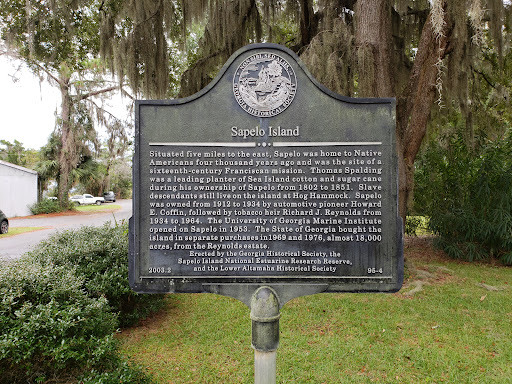 Sapelo Island
Situated five miles to the east, Sapelo was home to Native
Americans four thousand years ago and was the site of a
sixteenth-century Franciscan mission. Thomas Spalding
was a leading planter of Sea Island cotton and sugar cane
during his ownership of Sapelo from 1802 to 1851. Slave
descendants still live on the island at Hog Hammock. Sapelo
was owned from 1912 to 1934 by automotive pioneer Howard
E. Coffin, followed by tobacco heir Richard J. Reynolds from
1934 to 1964. The University of Georgia Marine Institute
opened on Sapelo in 1953. The State of Georgia bought the
island in separate purchases in 1969 and 1976, almost 18,000
acres, from the Reynolds estate.
Erected by the Georgia Historical Society, the
Sapelo Island National Estuarine Research Reserve,
and the Lower Altamaha Historical Society
2003.2
95-4